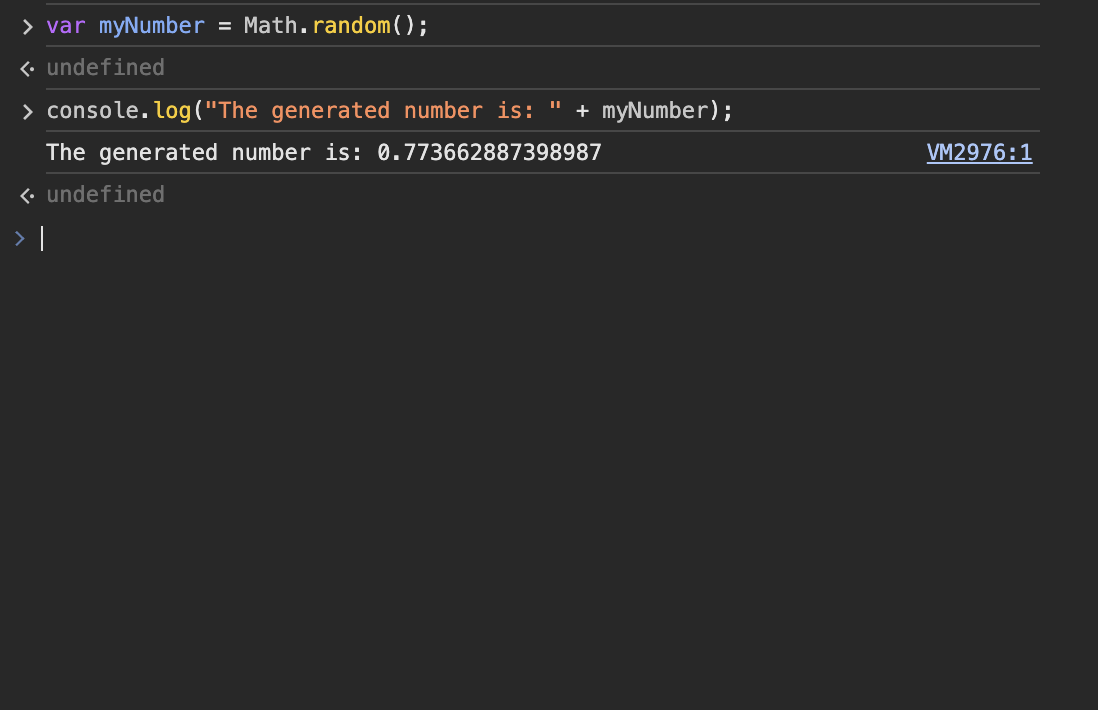 var myNumber = Math.random();
undefined
console.log("The generated number is: " + myNumber);
The generated number is: 0.773662887398987 VM2976:1
undefined